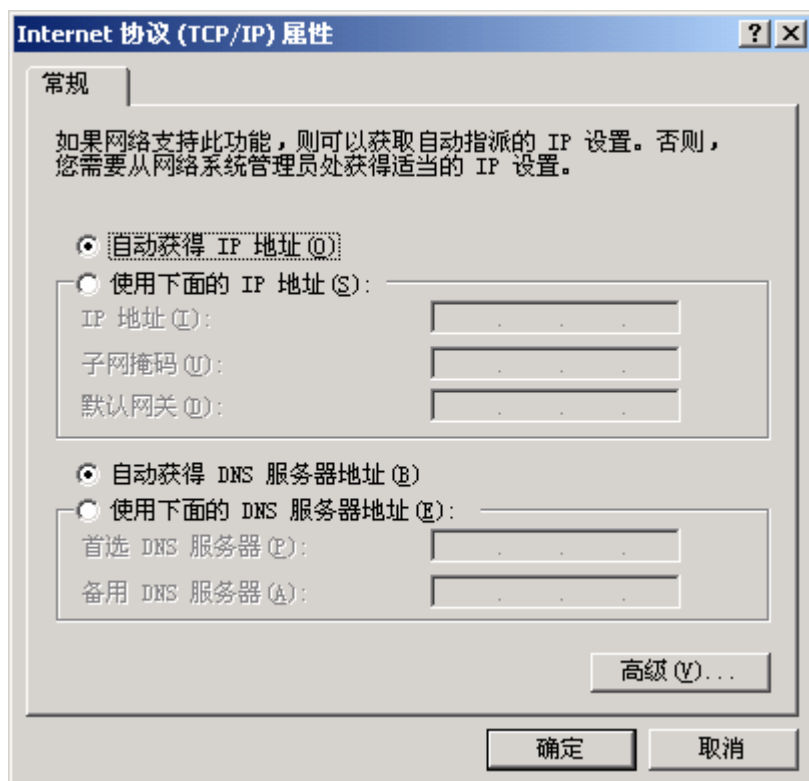 Internet 协议 (TCP/IP) 属性
常规
如果网络支持此功能，则可以获取自动指派的 IP 设置。否则，
您需要从网络系统管理员处获得适当的 IP 设置。
自动获得 IP 地址(O)
使用下面的 IP 地址(S):
IP 地址(I):
子网掩码(U):
默认网关(D):
自动获得 DNS 服务器地址(B)
使用下面的 DNS 服务器地址(E):
首选 DNS 服务器(P):
备用 DNS 服务器(A):
高级(V)...
确定 取消